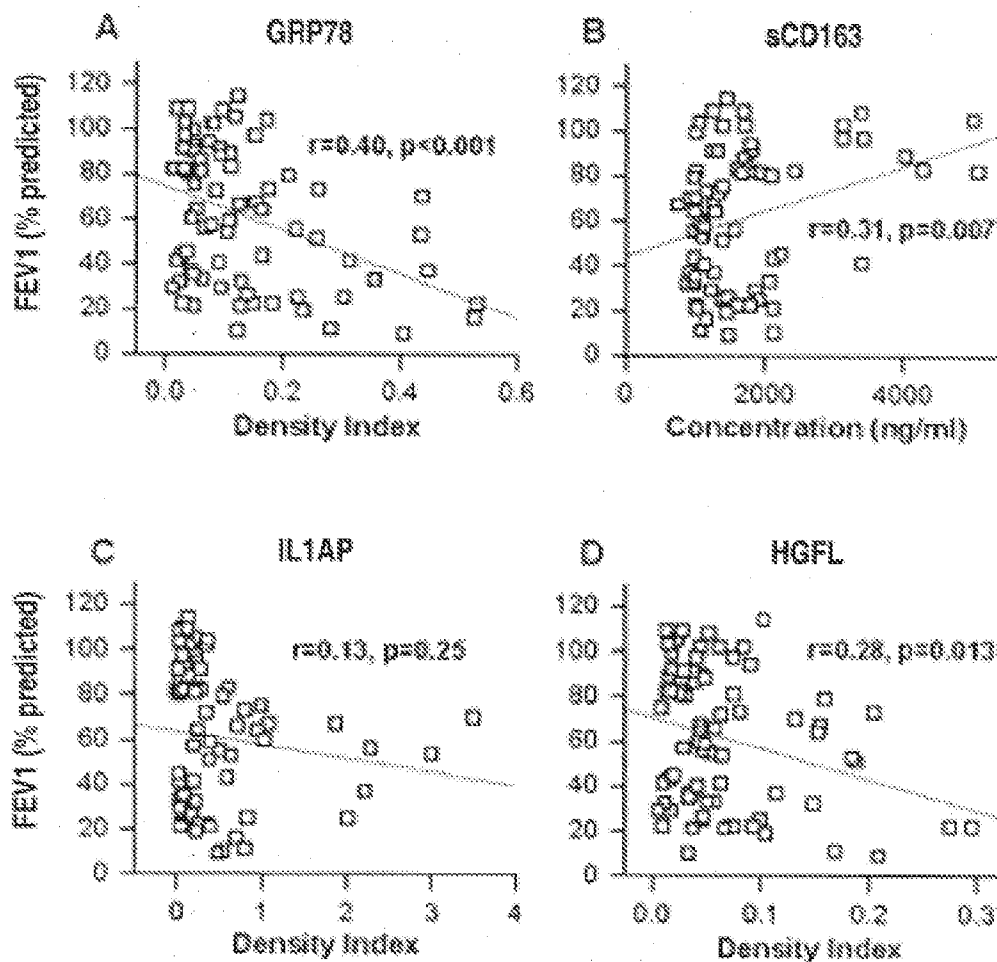 A GRP78
FEV1 (% predicted)
120
100
80
60
40
20
0
r=0.40, p<0.001
0.0 0.2 0.4 0.6
Density Index
B sCD163
120
100
80
60
40
20
0
r=0.31, p=0.007
0 2000 4000
Concentration (ng/ml)
C IL1AP
FEV1 (% predicted)
120
100
80
60
40
20
0
r=0.13, p=0.25
0 1 2 3 4
Density Index
D HGFL
120
100
80
60
40
20
0
r=0.28, p=0.013
0.0 0.1 0.2 0.3
Density Index